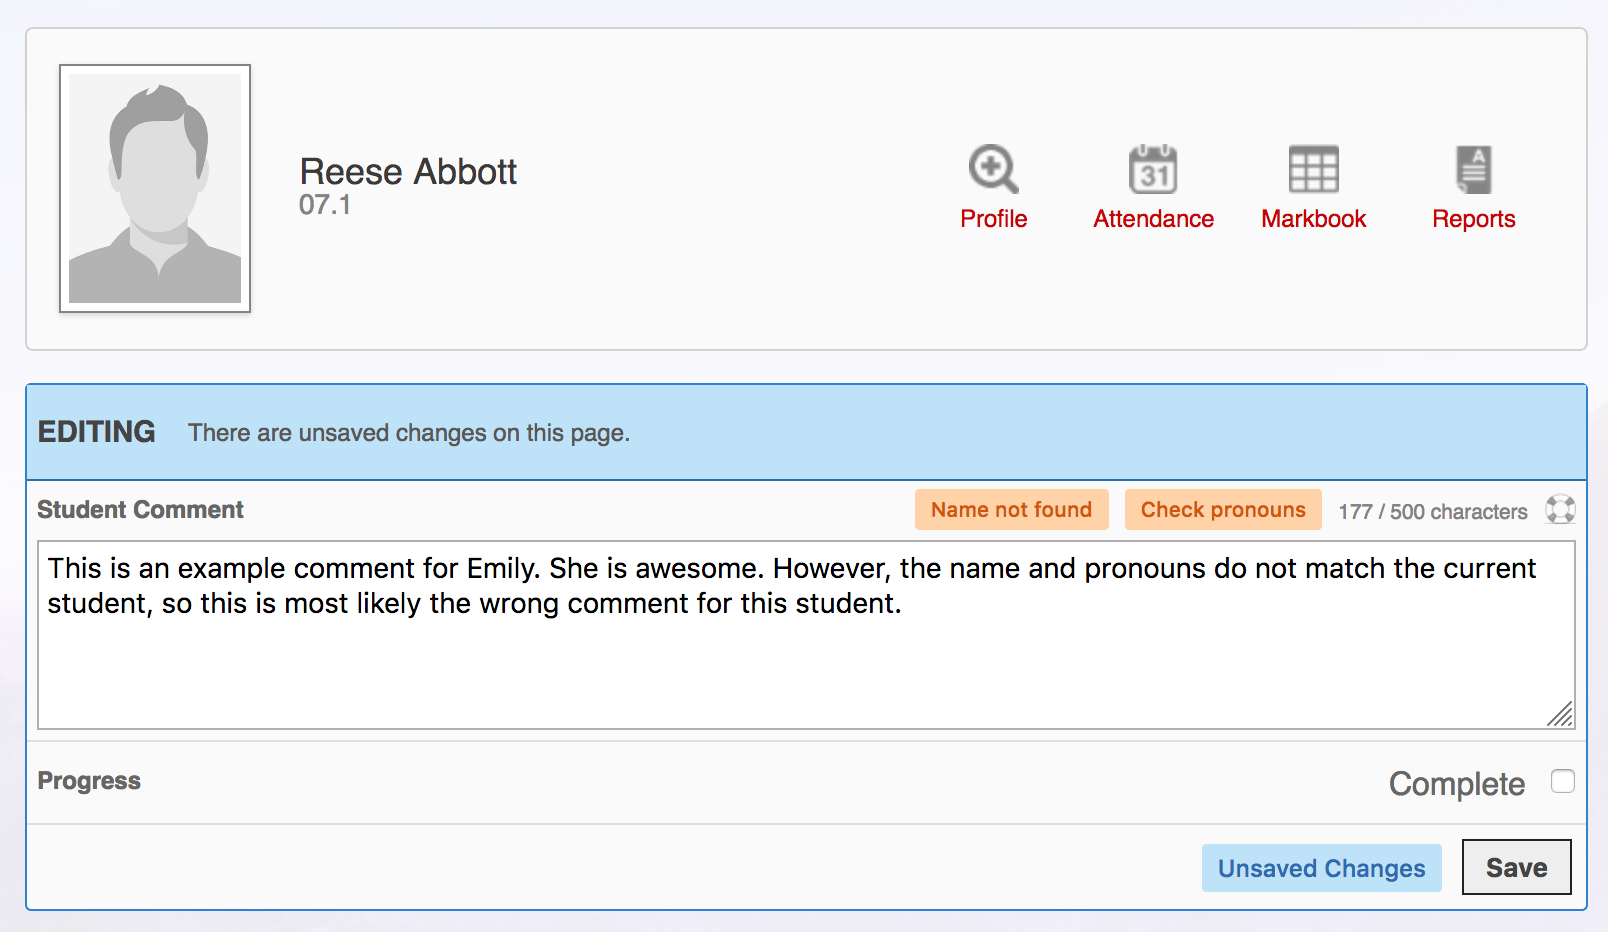 Reese Abbott
07.1
Profile
31
Attendance
Markbook
A
Reports
EDITING There are unsaved changes on this page.
Student Comment Name not found Check pronouns 177 / 500 characters
This is an example comment for Emily. She is awesome. However, the name and pronouns do not match the current
student, so this is most likely the wrong comment for this student.
Progress Complete
Unsaved Changes Save